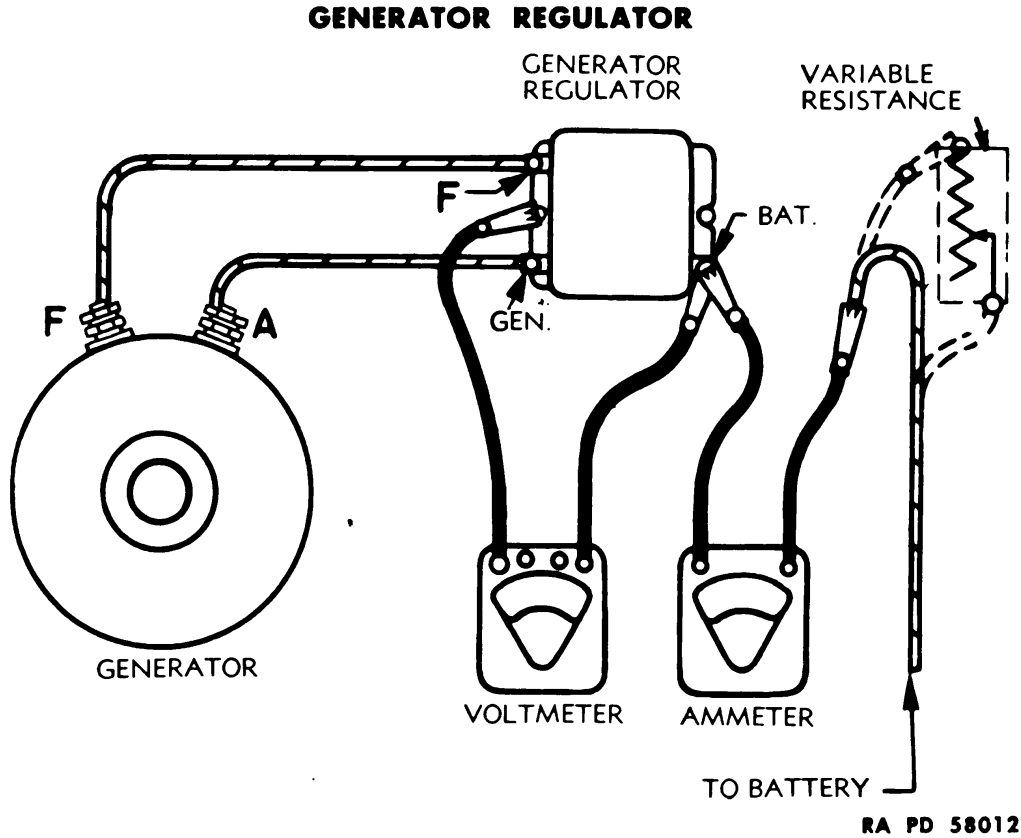 GENERATOR REGULATOR
GENERATOR
REGULATOR
VARIABLE
RESISTANCE
F
BAT.
GEN.
F
A
GENERATOR
VOLTMETER
AMMETER
TO BATTERY
RA PD 58012